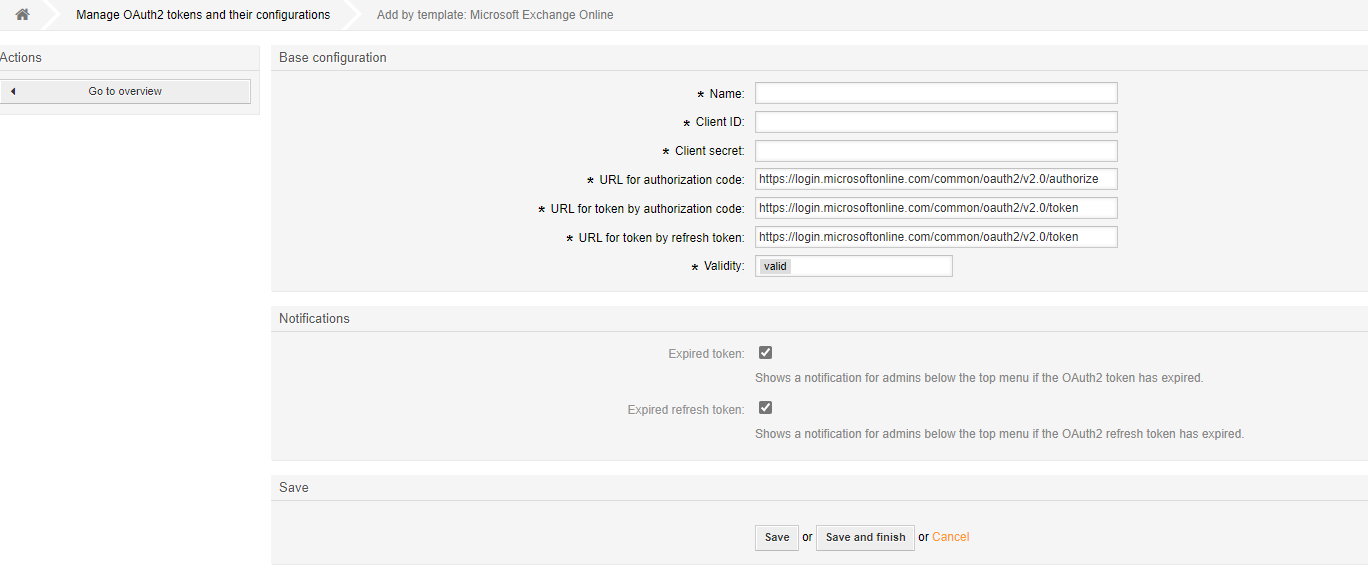 Manage OAuth2 tokens and their configurations
Add by template: Microsoft Exchange Online
Actions
Go to overview
Base configuration
* Name:
* Client ID:
* Client secret:
* URL for authorization code: https://login.microsoftonline.com/common/oauth2/v2.0/authorize
* URL for token by authorization code: https://login.microsoftonline.com/common/oauth2/v2.0/token
* URL for token by refresh token: https://login.microsoftonline.com/common/oauth2/v2.0/token
* Validity: valid
Notifications
Expired token:
Shows a notification for admins below the top menu if the OAuth2 token has expired.
Expired refresh token:
Shows a notification for admins below the top menu if the OAuth2 refresh token has expired.
Save
Save or Save and finish or Cancel